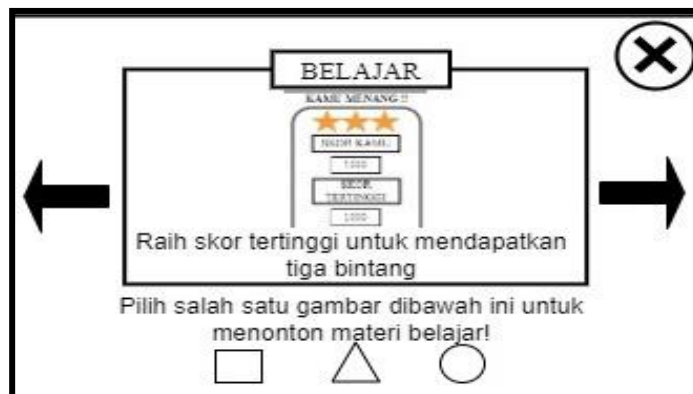 BELAJAR
KAMU MENANG !!
SKOR KAMU
1000
SKOR
TERTINGGI
1000
Raih skor tertinggi untuk mendapatkan
tiga bintang
Pilih salah satu gambar dibawah ini untuk
menonton materi belajar!